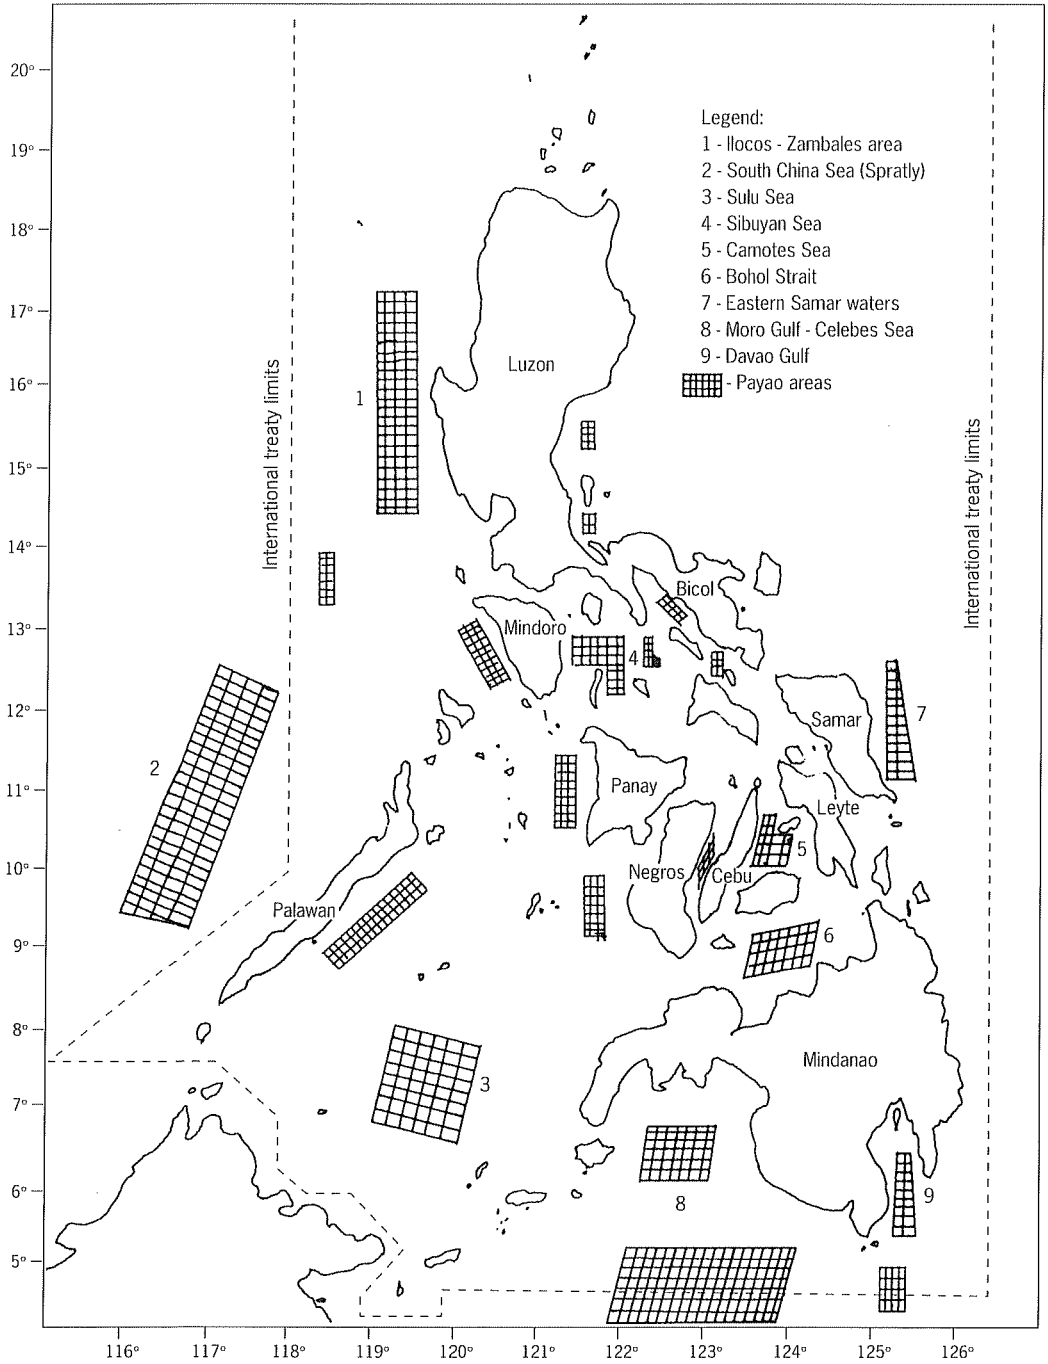 20°
19°
18°
17°
16°
15°
14°
13°
12°
11°
10°
9°
8°
7°
6°
5°
116°
117°
118°
119°
120°
121°
122°
123°
124°
125°
126°
Legend:
1 - Ilocos - Zambales area
2 - South China Sea (Spratly)
3 - Sulu Sea
4 - Sibuyan Sea
5 - Camotes Sea
6 - Bohol Strait
7 - Eastern Samar waters
8 - Moro Gulf - Celebes Sea
9 - Davao Gulf
- Payao areas
International treaty limits
International treaty limits
Luzon
1
Bicol
Mindoro
4
Samar
7
2
Panay
Leyte
5
Negros
Cebu
Palawan
6
Mindanao
3
8
9